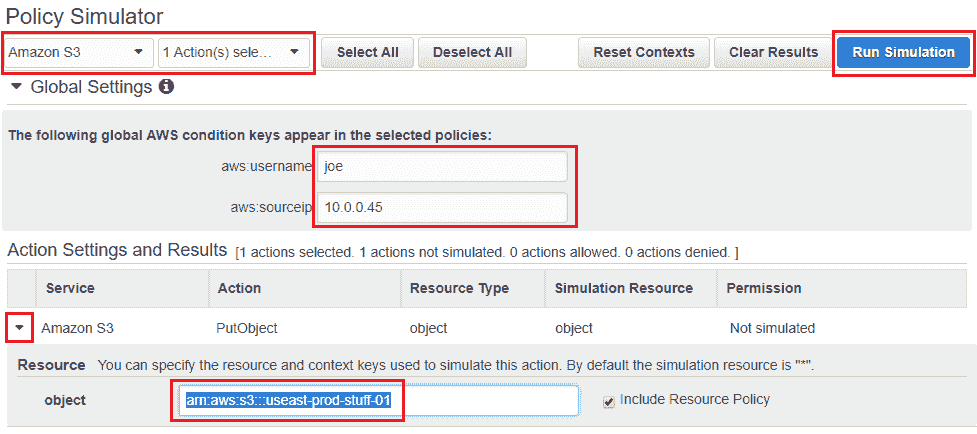 Policy Simulator
Amazon S3 1 Action(s) sele... Select All Deselect All Reset Contexts Clear Results Run Simulation
Global Settings
The following global AWS condition keys appear in the selected policies:
aws:username joe
aws:sourceip 10.0.0.45
Action Settings and Results [1 actions selected. 1 actions not simulated. 0 actions allowed. 0 actions denied. ]
Service Action Resource Type Simulation Resource Permission
Amazon S3 PutObject object object Not simulated
Resource You can specify the resource and context keys used to simulate this action. By default the simulation resource is "*".
object arn:aws:s3:::useast-prod-stuff-01 Include Resource Policy